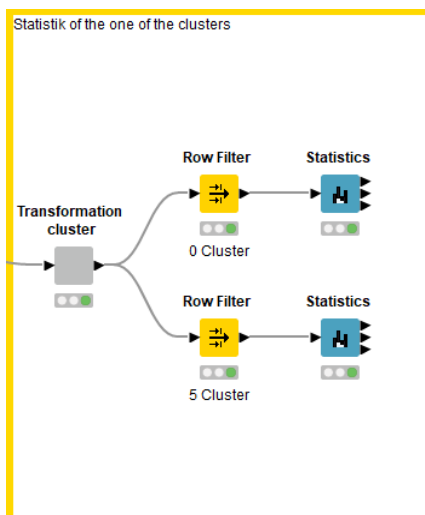 Statistik of the one of the clusters
Row Filter
Statistics
Transformation
cluster
0 Cluster
Row Filter
Statistics
5 Cluster